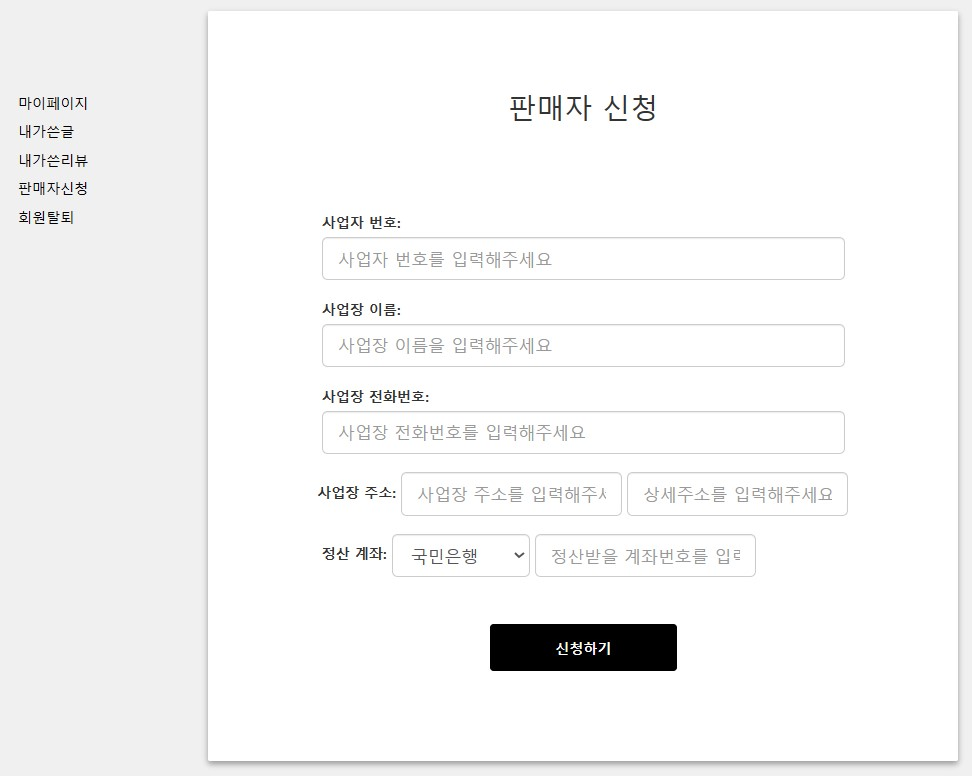 마이페이지
내가쓴글
내가쓴리뷰
판매자신청
회원탈퇴
판매자 신청
사업자 번호:
사업자 번호를 입력해주세요
사업장 이름:
사업장 이름을 입력해주세요
사업장 전화번호:
사업장 전화번호를 입력해주세요
사업장 주소: 사업장 주소를 입력해주 상세주소를 입력해주세요
정산 계좌: 국민은행 정산받을 계좌번호를 입
신청하기